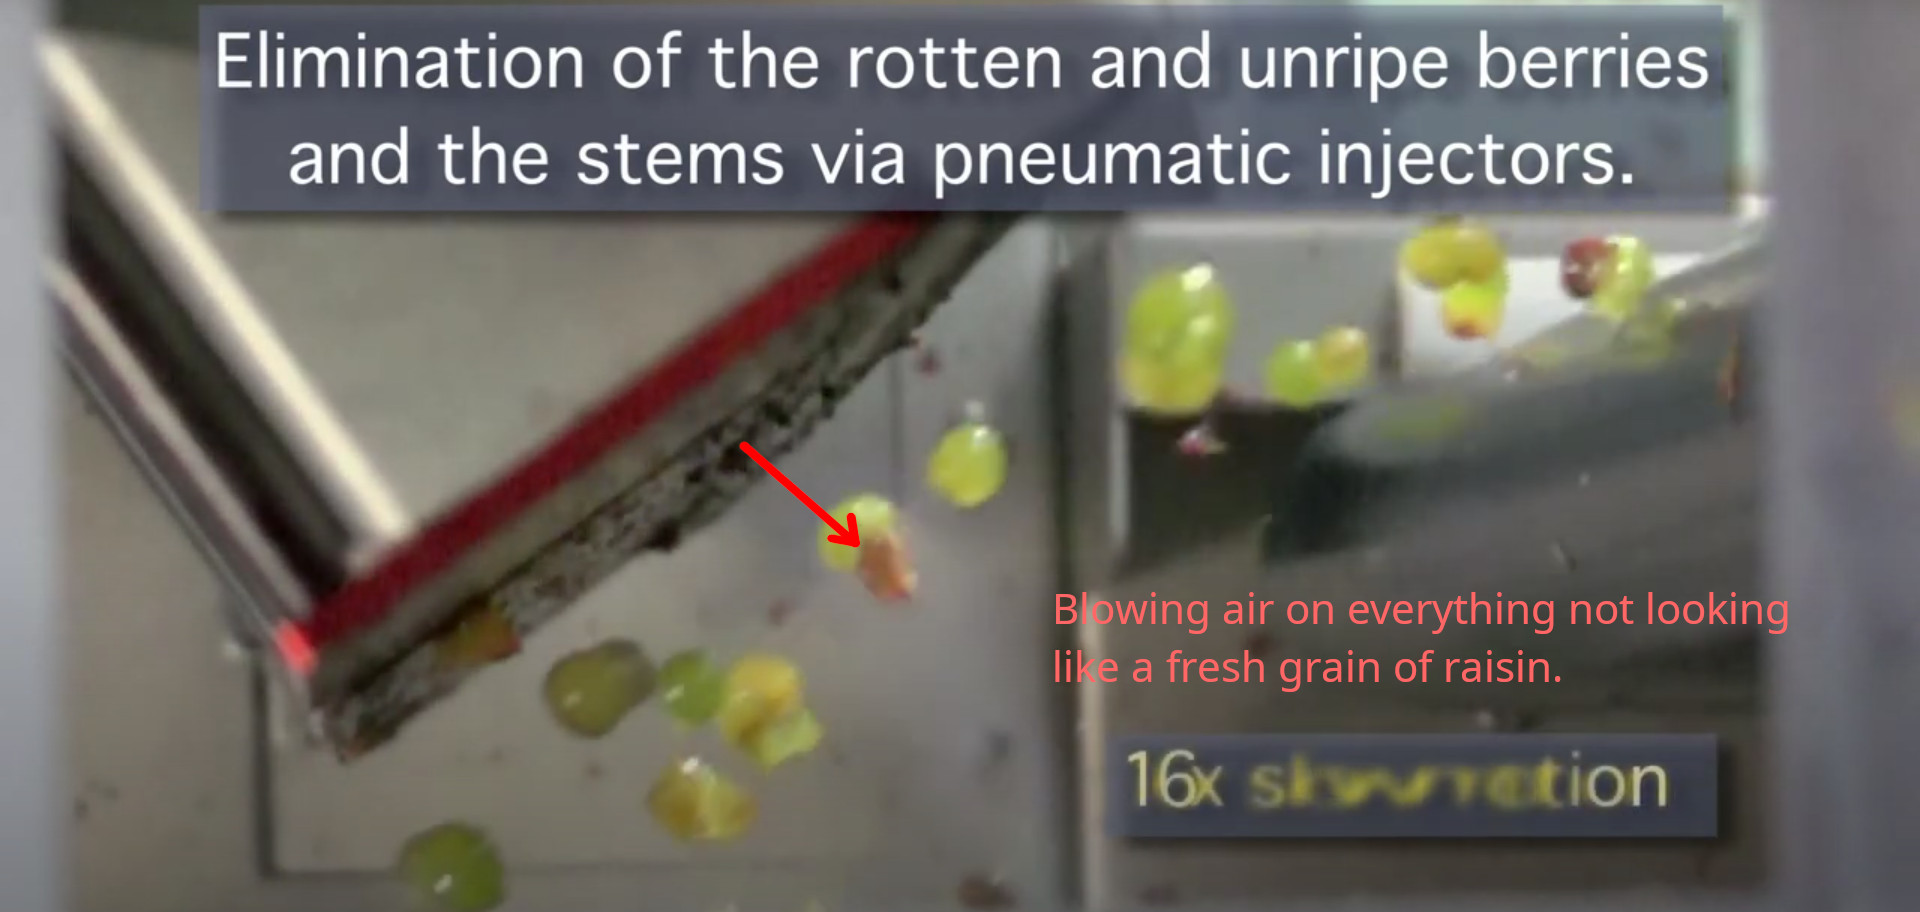 Elimination of the rotten and unripe berries
and the stems via pneumatic injectors.
Blowing air on everything not looking
like a fresh grain of raisin.
16x